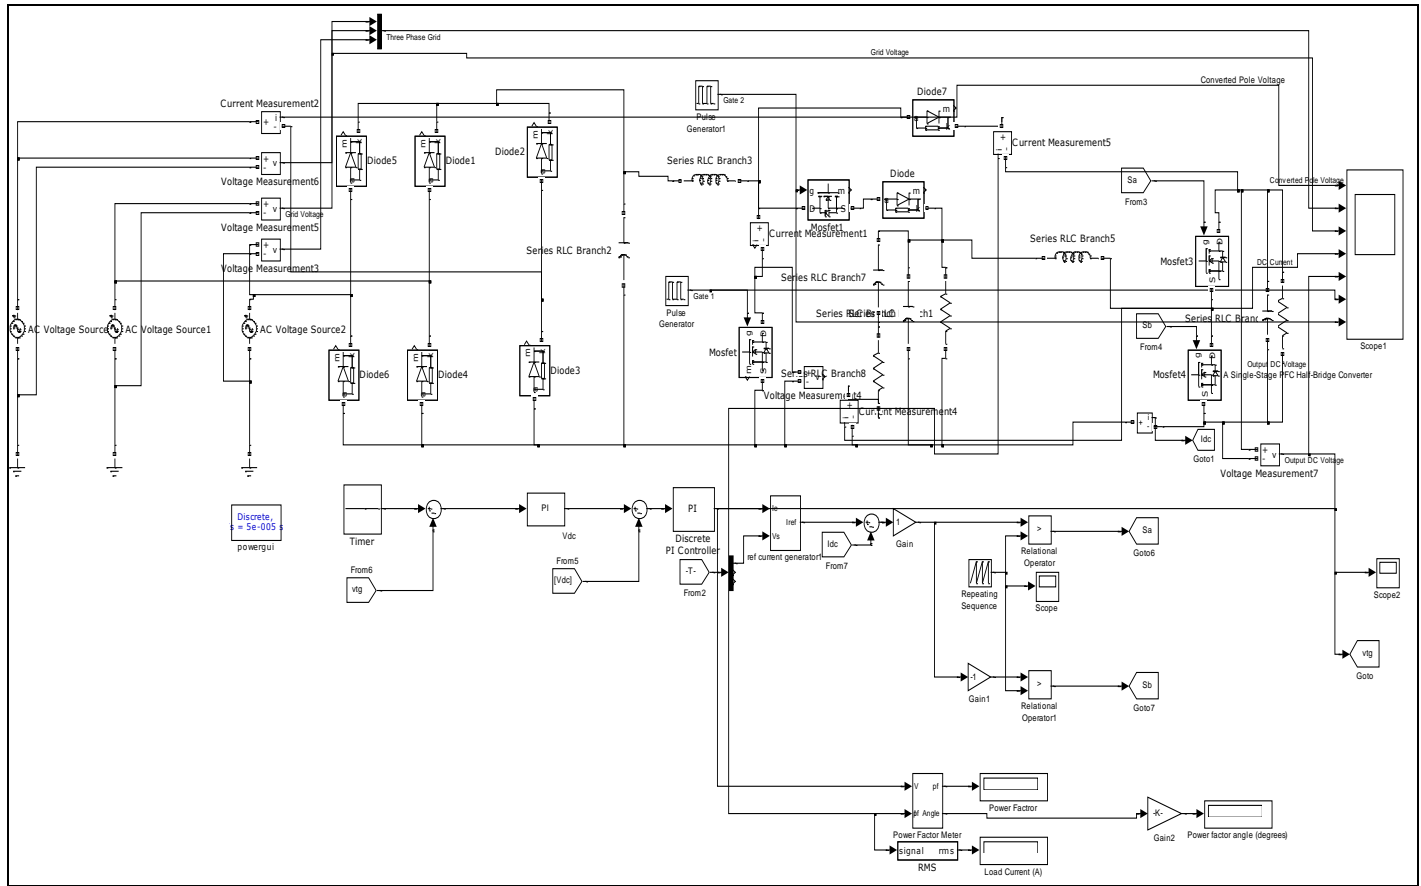 Three Phase Grid
Grid Voltage
Converted Pole Voltage
Gate 2
Pulse
Generator1
Diode7
m
Current Measurement2
+
i
-
Current Measurement5
Diode5
Diode1
Diode2
+
v
-
Voltage Measurement6
Series RLC Branch3
Diode
Sa
From3
Converted Pole Voltage
Scope1
g
m
D
S
Mosfet1
+
v
-
Grid Voltage
Voltage Measurement5
Current Measurement1
+
v
-
Voltage Measurement3
Series RLC Branch2
Series RLC Branch5
Mosfet3
DC Current
Series RLC Branch7
Gate 1
Pulse
Generator
AC Voltage Source
AC Voltage Source1
AC Voltage Source2
Sb
From4
Mosfet
Diode6
Diode4
Diode3
Series RLC Branch8
Voltage Measurement4
Current Measurement4
Mosfet4
Output DC Voltage
A Single-Stage PFC Half-Bridge Converter
Idc
Goto1
+
v
-
Output DC Voltage
Voltage Measurement7
Discrete,
s = 5e-005 s
powergui
Timer
PI
Vdc
PI
Discrete
PI Controller
Iref
Vs
ref current generator1
Idc
From7
1
Gain
>
Relational
Operator
Sa
Goto6
From6
vtg
From5
[Vdc]
-T-
From2
Repeating
Sequence
Scope
Scope2
vtg
Goto
-1
Gain1
>
Relational
Operator1
Sb
Goto7
V
pf
Power Factror
pf Angle
Power Factor Meter
-K-
Gain2
Power factor angle (degrees)
signal
rms
RMS
Load Current (A)